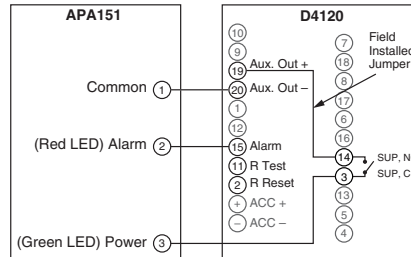 APA151
D4120
Common 1
(Red LED) Alarm 2
(Green LED) Power 3
10
9
19 Aux. Out +
20 Aux. Out –
1
12
15 Alarm
11 R Test
2 R Reset
+ ACC +
– ACC –
Field
Installed
Jumper
7
18
8
17
6
16
14 SUP, N
3 SUP, C
13
5
4